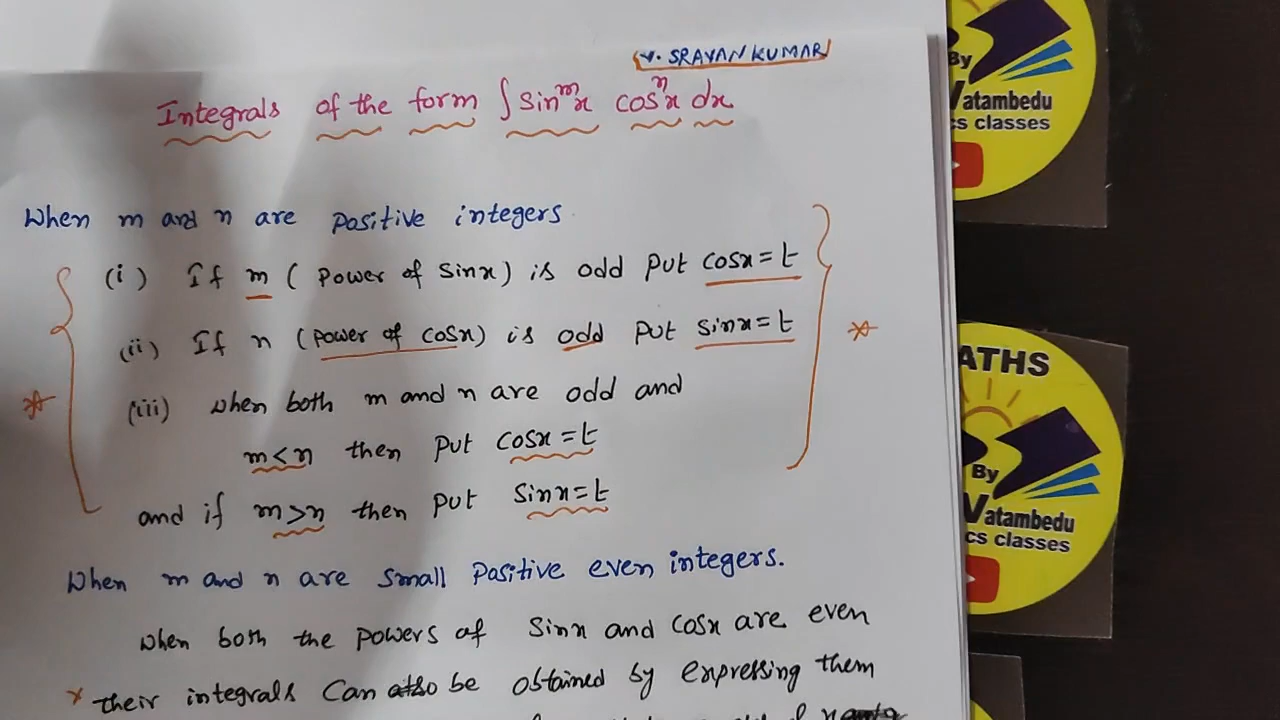 V. SRAVAN KUMAR
Integrals of the form ∫ sin^m x cos^n x dx
When m and n are positive integers
(i) If m (power of sinx) is odd put cosx = t
(ii) If n (power of cosx) is odd put sinx = t
(iii) when both m and n are odd and
m < n then put cosx = t
and if m > n then put sinx = t
When m and n are small positive even integers.
when both the powers of sinx and cosx are even
* their integrals can be obtained by expressing them
By
Vatambedu
cs classes
ATHS
By
Vatambedu
cs classes